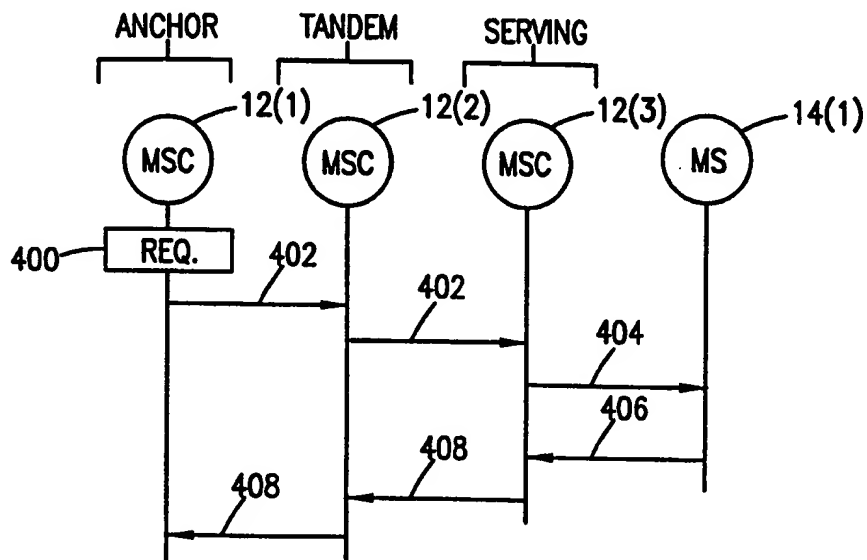 ANCHOR TANDEM SERVING
12(1) 12(2) 12(3) 14(1)
MSC MSC MSC MS
400 REQ.
402
402
404
406
408
408